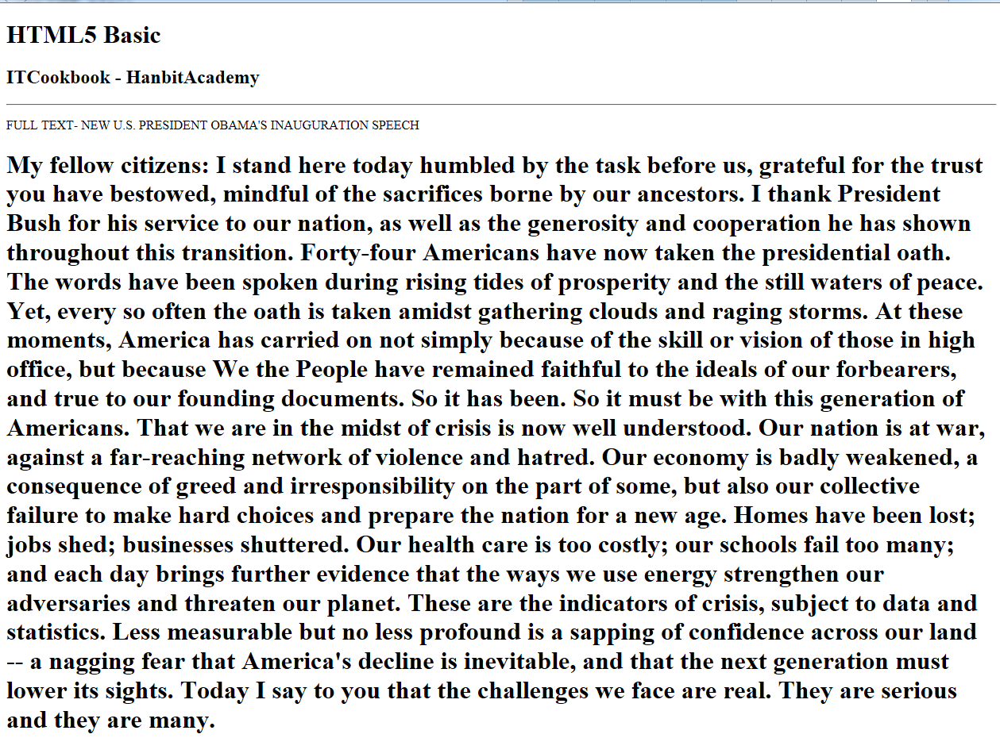 HTML5 Basic
ITCookbook - HanbitAcademy
FULL TEXT- NEW U.S. PRESIDENT OBAMA'S INAUGURATION SPEECH
My fellow citizens: I stand here today humbled by the task before us, grateful for the trust
you have bestowed, mindful of the sacrifices borne by our ancestors. I thank President
Bush for his service to our nation, as well as the generosity and cooperation he has shown
throughout this transition. Forty-four Americans have now taken the presidential oath.
The words have been spoken during rising tides of prosperity and the still waters of peace.
Yet, every so often the oath is taken amidst gathering clouds and raging storms. At these
moments, America has carried on not simply because of the skill or vision of those in high
office, but because We the People have remained faithful to the ideals of our forbearers,
and true to our founding documents. So it has been. So it must be with this generation of
Americans. That we are in the midst of crisis is now well understood. Our nation is at war,
against a far-reaching network of violence and hatred. Our economy is badly weakened, a
consequence of greed and irresponsibility on the part of some, but also our collective
failure to make hard choices and prepare the nation for a new age. Homes have been lost;
jobs shed; businesses shuttered. Our health care is too costly; our schools fail too many;
and each day brings further evidence that the ways we use energy strengthen our
adversaries and threaten our planet. These are the indicators of crisis, subject to data and
statistics. Less measurable but no less profound is a sapping of confidence across our land
-- a nagging fear that America's decline is inevitable, and that the next generation must
lower its sights. Today I say to you that the challenges we face are real. They are serious
and they are many.